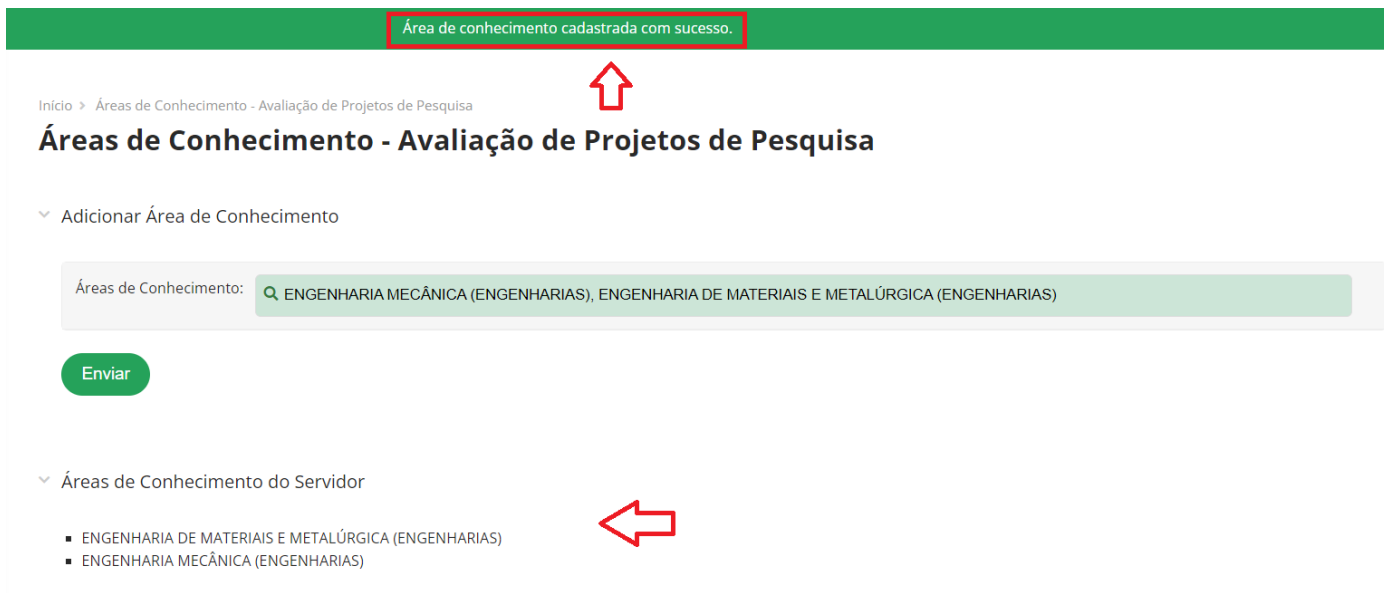 Área de conhecimento cadastrada com sucesso.
Início > Áreas de Conhecimento - Avaliação de Projetos de Pesquisa
Áreas de Conhecimento - Avaliação de Projetos de Pesquisa
Adicionar Área de Conhecimento
Áreas de Conhecimento: ENGENHARIA MECÂNICA (ENGENHARIAS), ENGENHARIA DE MATERIAIS E METALÚRGICA (ENGENHARIAS)
Enviar
Áreas de Conhecimento do Servidor
ENGENHARIA DE MATERIAIS E METALÚRGICA (ENGENHARIAS)
ENGENHARIA MECÂNICA (ENGENHARIAS)